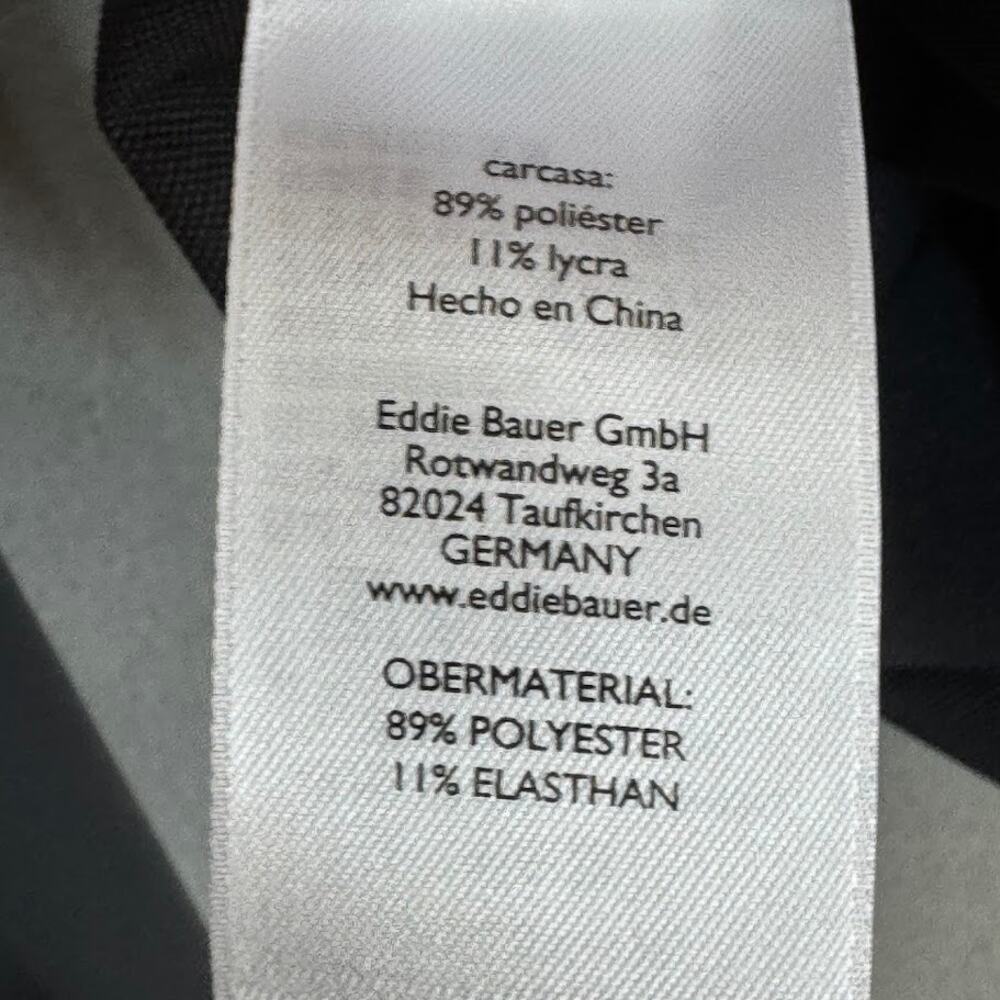 carcasa:
89% poliéster
11% lycra
Hecho en China
Eddie Bauer GmbH
Rotwandweg 3a
82024 Taufkirchen
GERMANY
www.eddiebauer.de
OBERMATERIAL:
89% POLYESTER
11% ELASTHAN